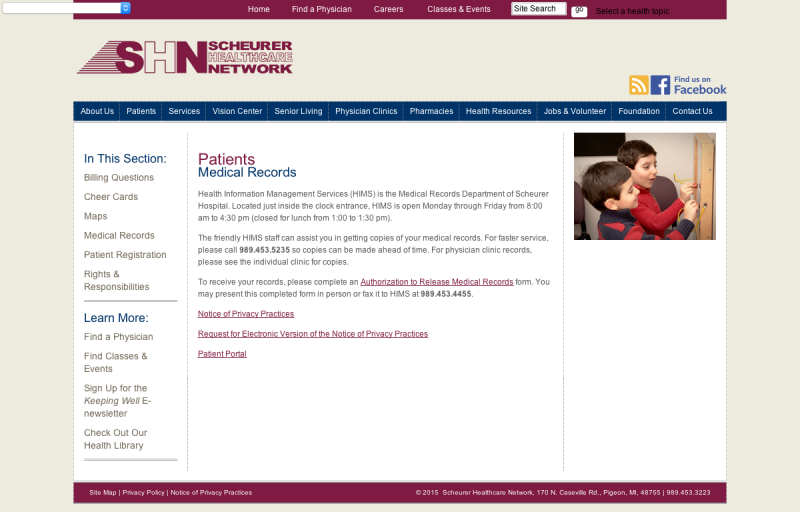 Home Find a Physician Careers Classes & Events Site Search go Select a health topic
SHN SCHEURER
HEALTHCARE
NETWORK
Find us on
Facebook
About Us Patients Services Vision Center Senior Living Physician Clinics Pharmacies Health Resources Jobs & Volunteer Foundation Contact Us
In This Section:
Billing Questions
Cheer Cards
Maps
Medical Records
Patient Registration
Rights &
Responsibilities
Learn More:
Find a Physician
Find Classes &
Events
Sign Up for the
Keeping Well E-
newsletter
Check Out Our
Health Library
Patients
Medical Records
Health Information Management Services (HIMS) is the Medical Records Department of Scheurer
Hospital. Located just inside the clock entrance, HIMS is open Monday through Friday from 8:00
am to 4:30 pm (closed for lunch from 1:00 to 1:30 pm).
The friendly HIMS staff can assist you in getting copies of your medical records. For faster service,
please call 989.453.5235 so copies can be made ahead of time. For physician clinic records,
please see the individual clinic for copies.
To receive your records, please complete an Authorization to Release Medical Records form. You
may present this completed form in person or fax it to HIMS at 989.453.4455.
Notice of Privacy Practices
Request for Electronic Version of the Notice of Privacy Practices
Patient Portal
Site Map | Privacy Policy | Notice of Privacy Practices © 2015 Scheurer Healthcare Network, 170 N. Caseville Rd., Pigeon, MI, 48755 | 989.453.3223